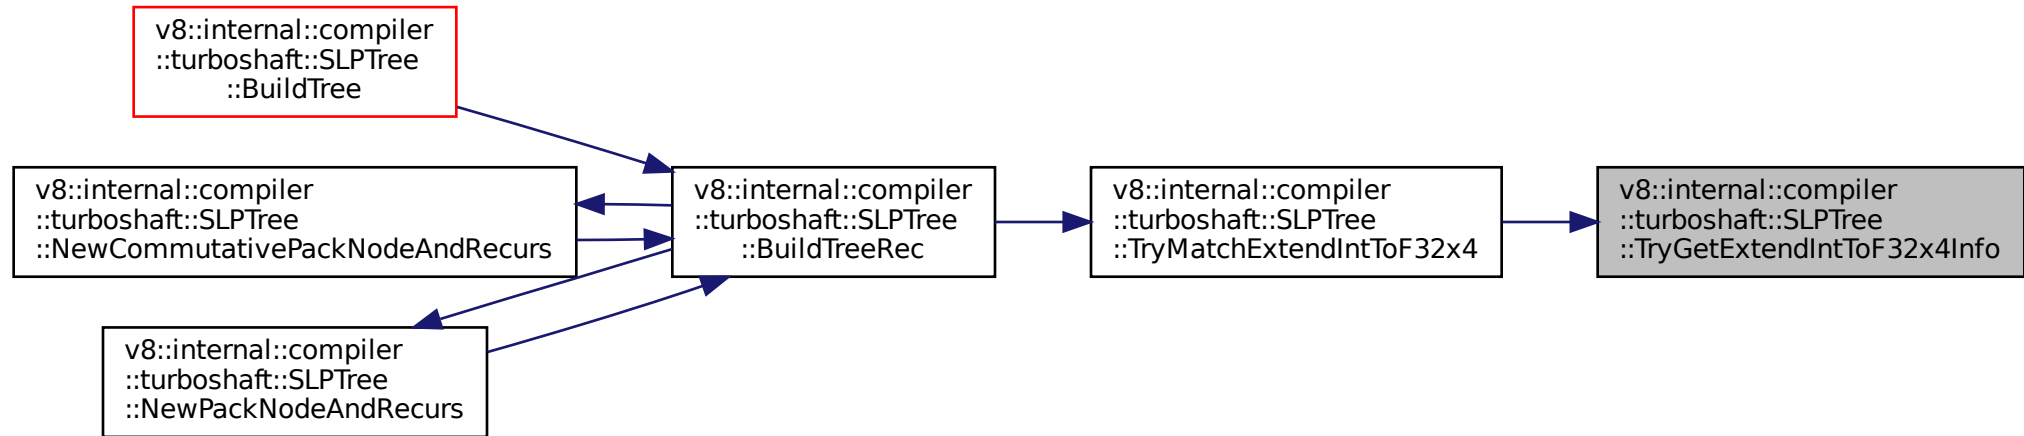 v8::internal::compiler
::turboshaft::SLPTree
::BuildTree
v8::internal::compiler
::turboshaft::SLPTree
::NewCommutativePackNodeAndRecurs
v8::internal::compiler
::turboshaft::SLPTree
::NewPackNodeAndRecurs
v8::internal::compiler
::turboshaft::SLPTree
::BuildTreeRec
v8::internal::compiler
::turboshaft::SLPTree
::TryMatchExtendIntToF32x4
v8::internal::compiler
::turboshaft::SLPTree
::TryGetExtendIntToF32x4Info